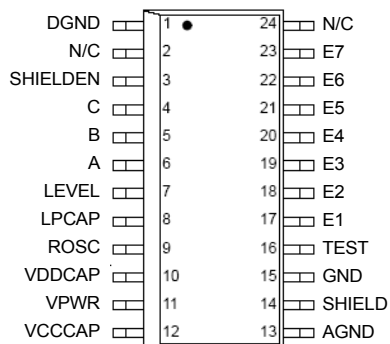 DGND 1 24 N/C
N/C 2 23 E7
SHIELDEN 3 22 E6
C 4 21 E5
B 5 20 E4
A 6 19 E3
LEVEL 7 18 E2
LPCAP 8 17 E1
ROSC 9 16 TEST
VDDCAP 10 15 GND
VPWR 11 14 SHIELD
VCCCAP 12 13 AGND